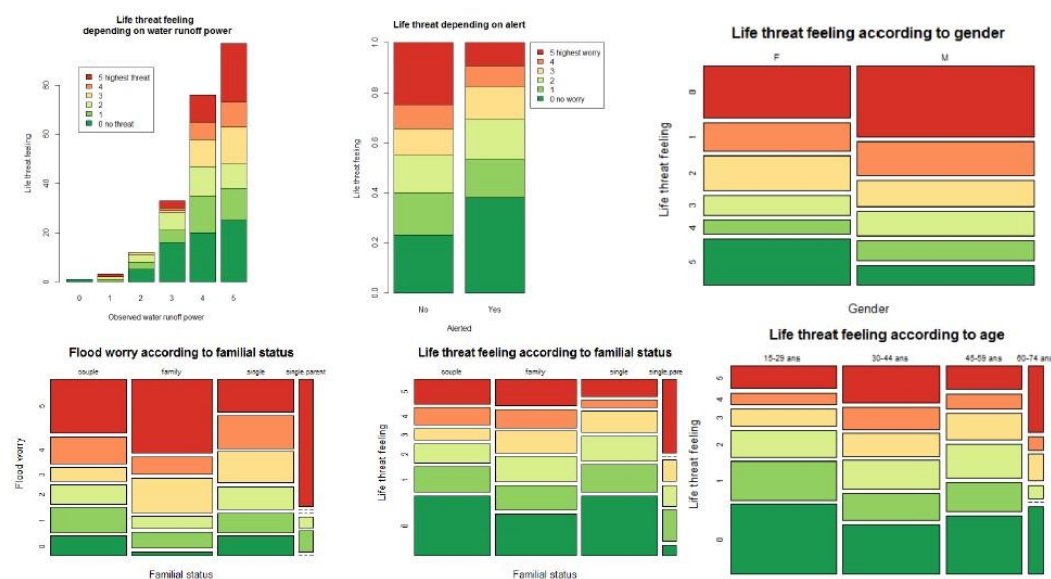 Life threat feeling
depending on water runoff power
Life threat feeling
80
60
40
20
0
5 highest threat
4
3
2
1
0 no threat
0 1 2 3 4 5
Observed water runoff power
Life threat depending on alert
Life threat feeling
1.0
0.8
0.6
0.4
0.2
0.0
5 highest worry
4
3
2
1
0 no worry
No Yes
Alerted
Life threat feeling according to gender
F M
Life threat feeling
0
1
2
3
4
5
Gender
Flood worry according to familial status
couple family single single.parent
Flood worry
5
4
3
2
1
0
Familial status
Life threat feeling according to familial status
couple family single single.pare
Life threat feeling
5
4
3
2
1
0
Familial status
Life threat feeling according to age
15-29 ans 30-44 ans 45-59 ans 60-74 ans
Life threat feeling
5
4
3
2
1
0
Age